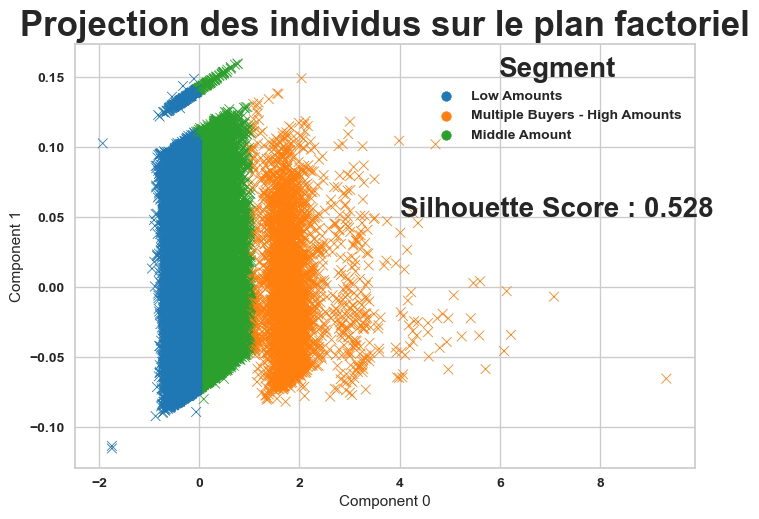 Projection des individus sur le plan factoriel
Segment
Low Amounts
Multiple Buyers - High Amounts
Middle Amount
Silhouette Score : 0.528
Component 1
0.15
0.10
0.05
0.00
−0.05
−0.10
−2
0
2
4
6
8
Component 0